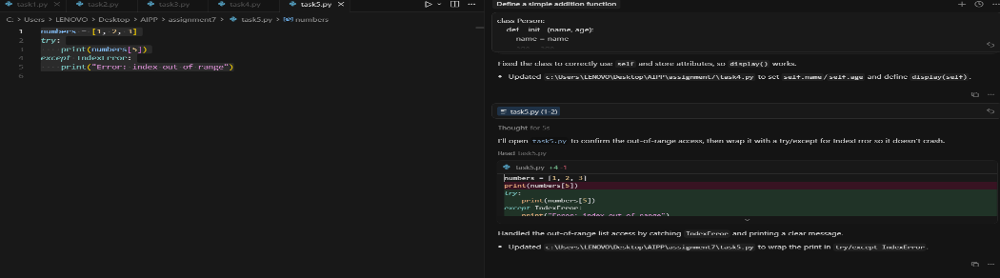 task1.py
task2.py
task3.py
task4.py
task5.py
C: > Users > LENOVO > Desktop > AIPP > assignment7 > task5.py > numbers
1 numbers = [1, 2, 3]
2 try:
3 print(numbers[5])
4 except IndexError:
5 print("Error: index out of range")
6
Define a simple addition function
class Person:
def init (name, age):
name = name
Fixed the class to correctly use self and store attributes, so display() works.
• Updated c:\Users\LENOVO\Desktop\AIPP\assignment7\task4.py to set self.name/self.age and define display(self).
task5.py (1-2)
Thought for 5s
I'll open task5.py to confirm the out-of-range access, then wrap it with a try/except for IndexError so it doesn't crash.
Read task5.py
task5.py +4 -1
numbers = [1, 2, 3]
print(numbers[5])
try:
print(numbers[5])
except IndexError:
print("Error: index out of range")
Handled the out-of-range list access by catching IndexError and printing a clear message.
• Updated c:\Users\LENOVO\Desktop\AIPP\assignment7\task5.py to wrap the print in try/except IndexError.